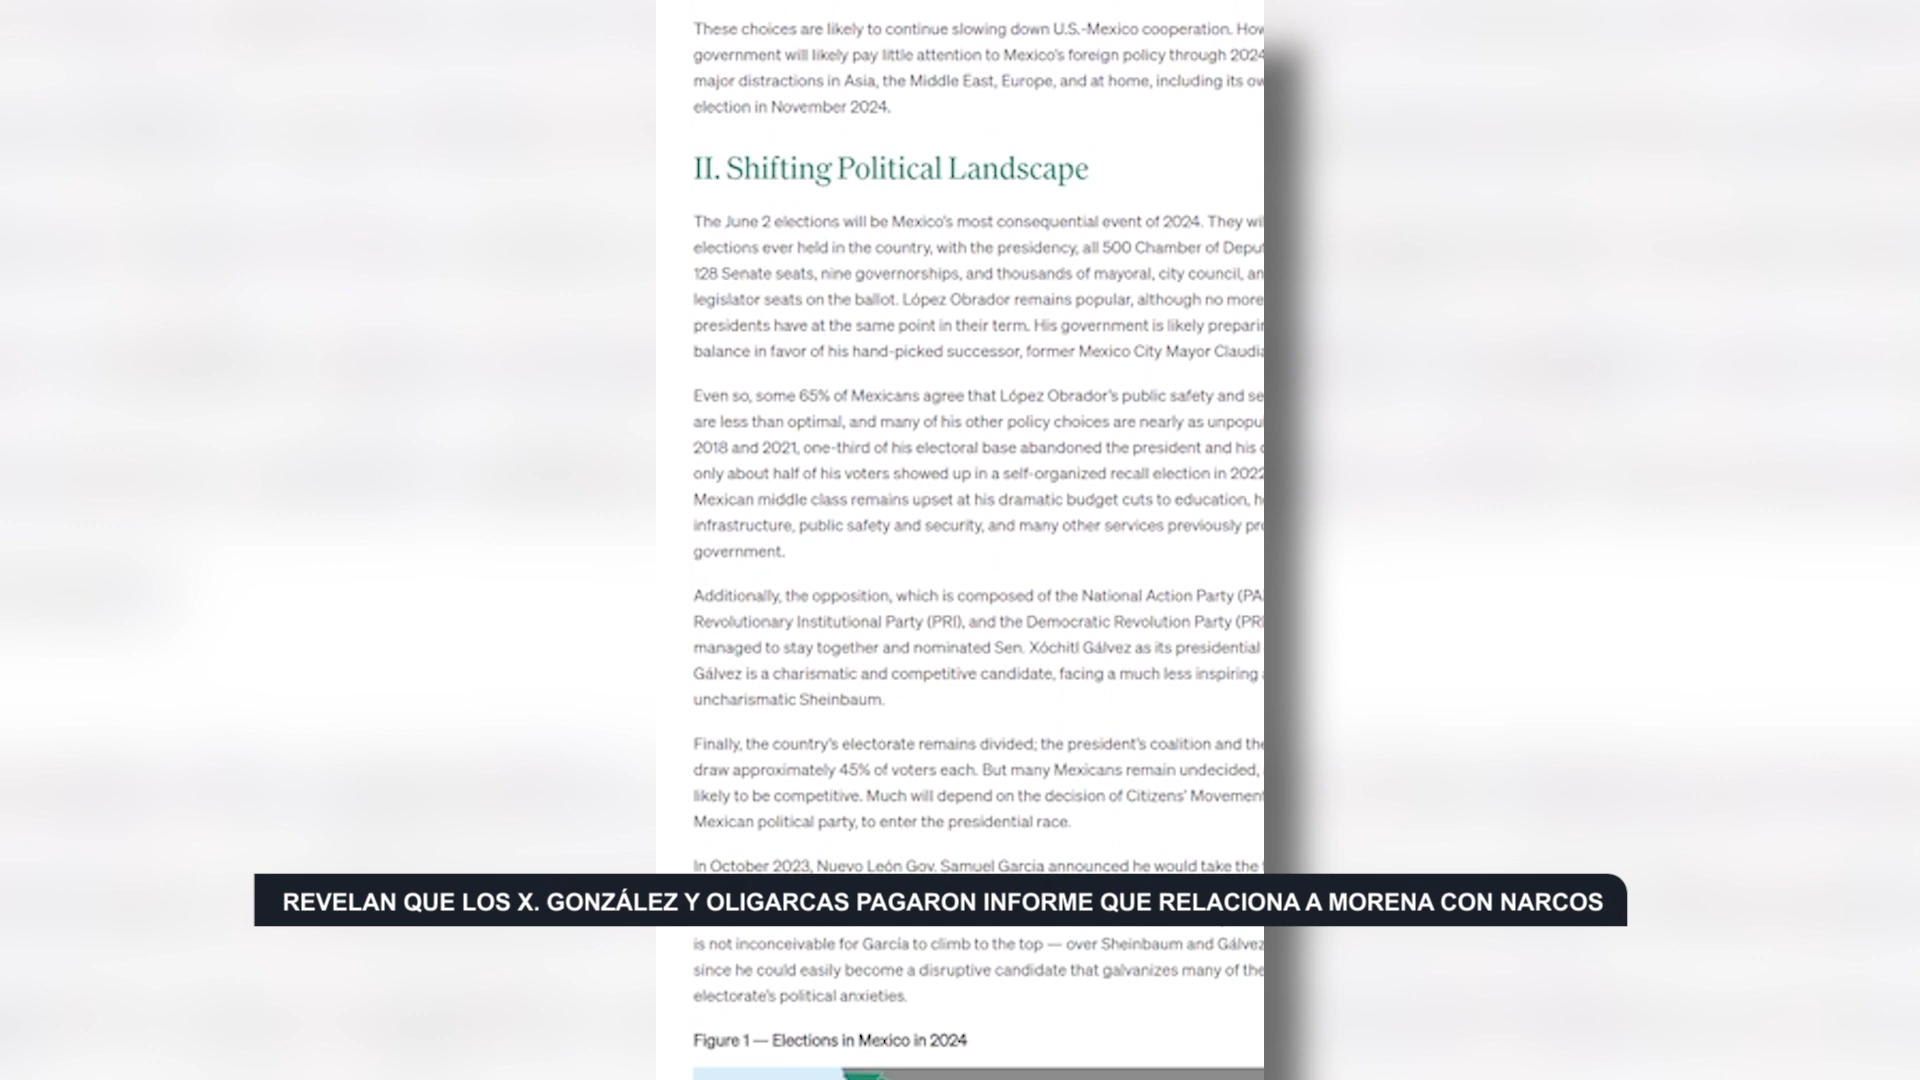 These choices are likely to continue slowing down U.S.-Mexico cooperation. How
government will likely pay little attention to Mexico's foreign policy through 2024
major distractions in Asia, the Middle East, Europe, and at home, including its ow
election in November 2024.
II. Shifting Political Landscape
The June 2 elections will be Mexico's most consequential event of 2024. They wil
elections ever held in the country, with the presidency, all 500 Chamber of Deput
128 Senate seats, nine governorships, and thousands of mayoral, city council, an
legislator seats on the ballot. López Obrador remains popular, although no more
presidents have at the same point in their term. His government is likely preparin
balance in favor of his hand-picked successor, former Mexico City Mayor Claudia
Even so, some 65% of Mexicans agree that López Obrador's public safety and se
are less than optimal, and many of his other policy choices are nearly as unpopu
2018 and 2021, one-third of his electoral base abandoned the president and his
only about half of his voters showed up in a self-organized recall election in 2022
Mexican middle class remains upset at his dramatic budget cuts to education, h
infrastructure, public safety and security, and many other services previously pro
government.
Additionally, the opposition, which is composed of the National Action Party (PA
Revolutionary Institutional Party (PRI), and the Democratic Revolution Party (PR
managed to stay together and nominated Sen. Xóchitl Gálvez as its presidential
Gálvez is a charismatic and competitive candidate, facing a much less inspiring
uncharismatic Sheinbaum.
Finally, the country's electorate remains divided; the president's coalition and the
draw approximately 45% of voters each. But many Mexicans remain undecided,
likely to be competitive. Much will depend on the decision of Citizens' Movement
Mexican political party, to enter the presidential race.
In October 2023, Nuevo León Gov. Samuel García announced he would take the
REVELAN QUE LOS X. GONZÁLEZ Y OLIGARCAS PAGARON INFORME QUE RELACIONA A MORENA CON NARCOS
is not inconceivable for García to climb to the top — over Sheinbaum and Gálvez
since he could easily become a disruptive candidate that galvanizes many of the
electorate's political anxieties.
Figure 1 — Elections in Mexico in 2024